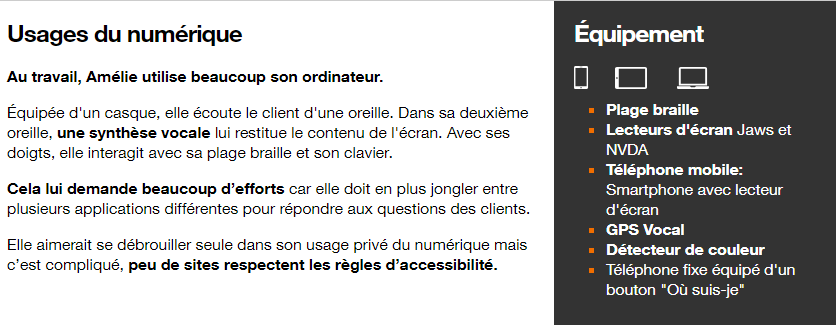 Usages du numérique
Au travail, Amélie utilise beaucoup son ordinateur.
Équipée d'un casque, elle écoute le client d'une oreille. Dans sa deuxième
oreille, une synthèse vocale lui restitue le contenu de l'écran. Avec ses
doigts, elle interagit avec sa plage braille et son clavier.
Cela lui demande beaucoup d’efforts car elle doit en plus jongler entre
plusieurs applications différentes pour répondre aux questions des clients.
Elle aimerait se débrouiller seule dans son usage privé du numérique mais
c’est compliqué, peu de sites respectent les règles d’accessibilité.
Équipement
Plage braille
Lecteurs d'écran Jaws et
NVDA
Téléphone mobile:
Smartphone avec lecteur
d'écran
GPS Vocal
Détecteur de couleur
Téléphone fixe équipé d'un
bouton "Où suis-je"